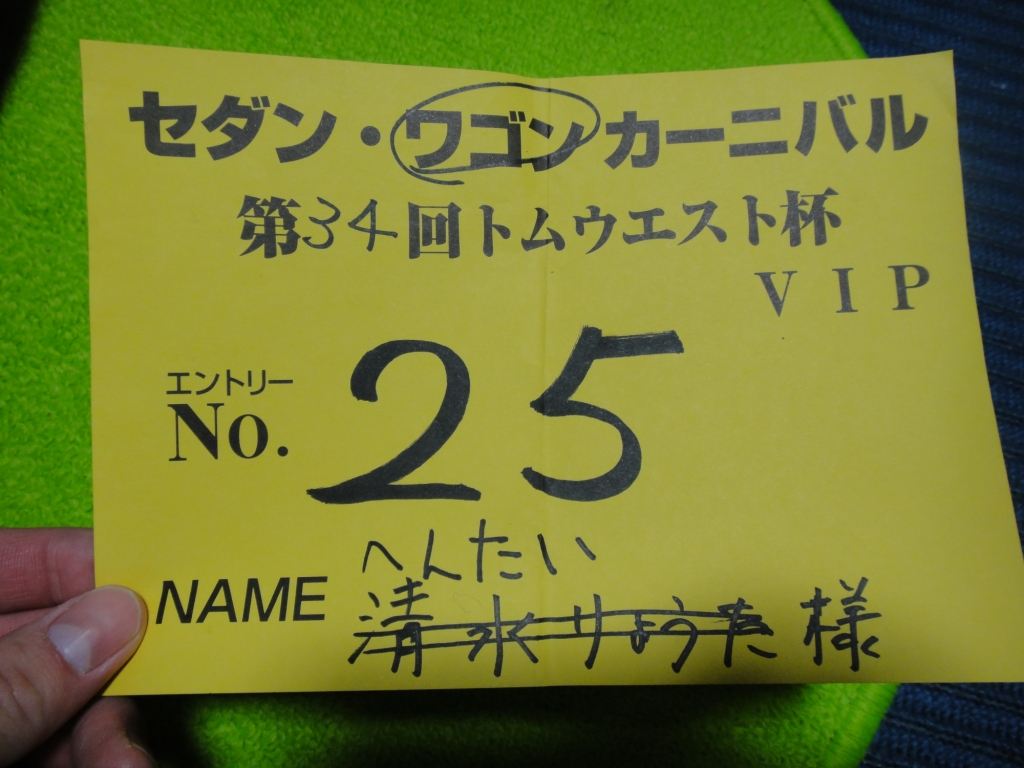 セダン・ワゴンカーニバル
第34回トムウエスト杯
VIP
エントリー
No. 25
へんたい
NAME 清水りょうた様